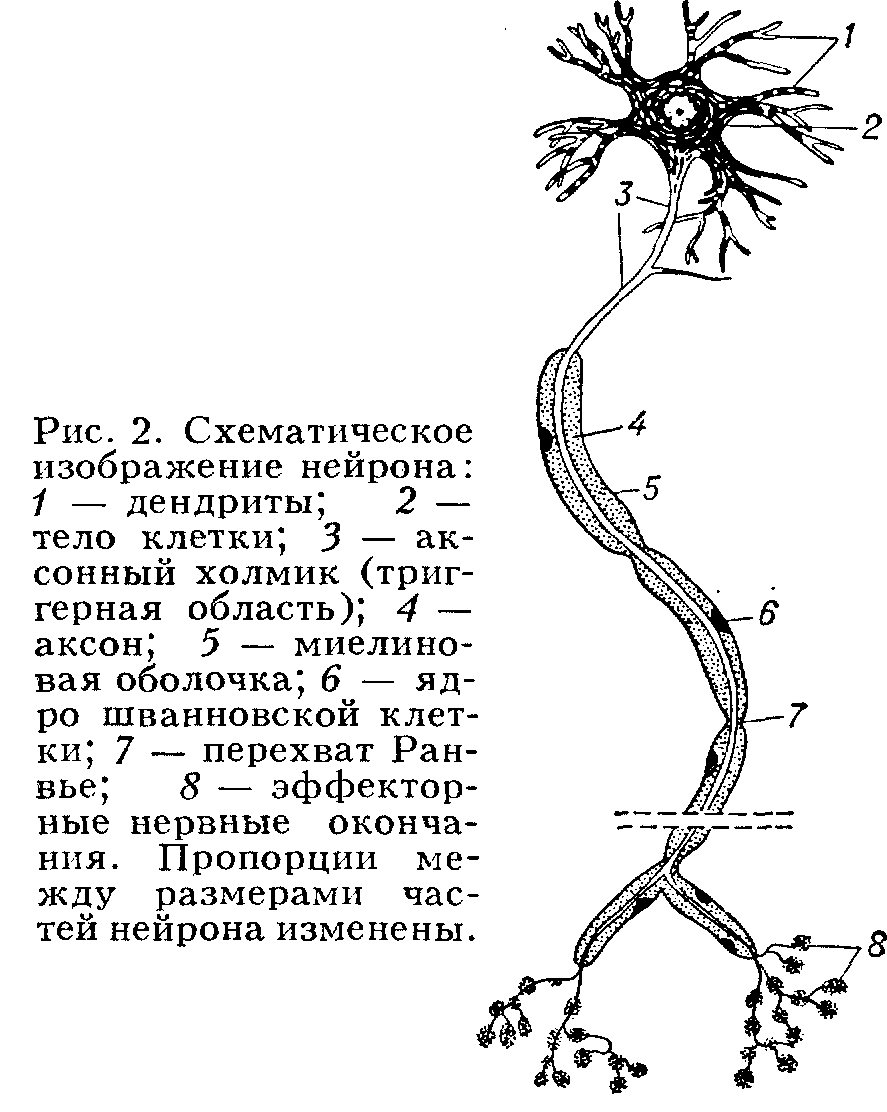 Рис. 2. Схематическое
изображение нейрона:
1 — дендриты; 2 —
тело клетки; 3 — ак-
сонный холмик (триг-
герная область); 4 —
аксон; 5 — миелино-
вая оболочка; 6 — яд-
ро шванновской клет-
ки; 7 — перехват Ран-
вье; 8 — эффектор-
ные нервные оконча-
ния. Пропорции ме-
жду размерами час-
тей нейрона изменены.
1
2
3
4
5
6
7
8